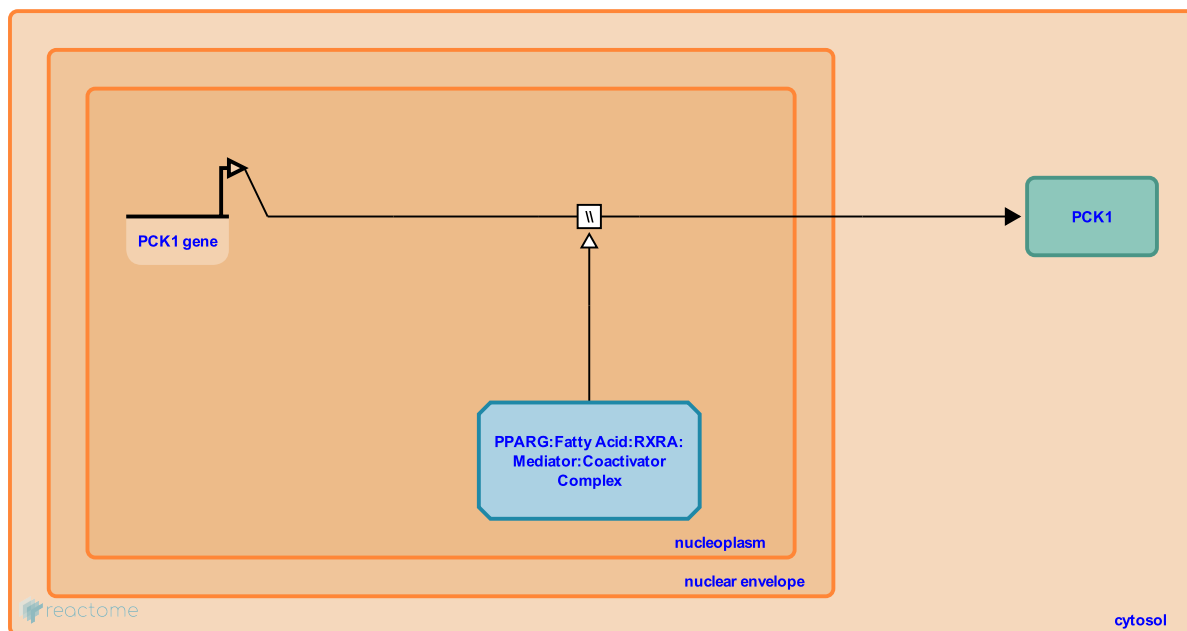 PCK1 gene
\\
PCK1
PPARG:Fatty Acid:RXRA:
Mediator:Coactivator
Complex
nucleoplasm
nuclear envelope
reactome
cytosol